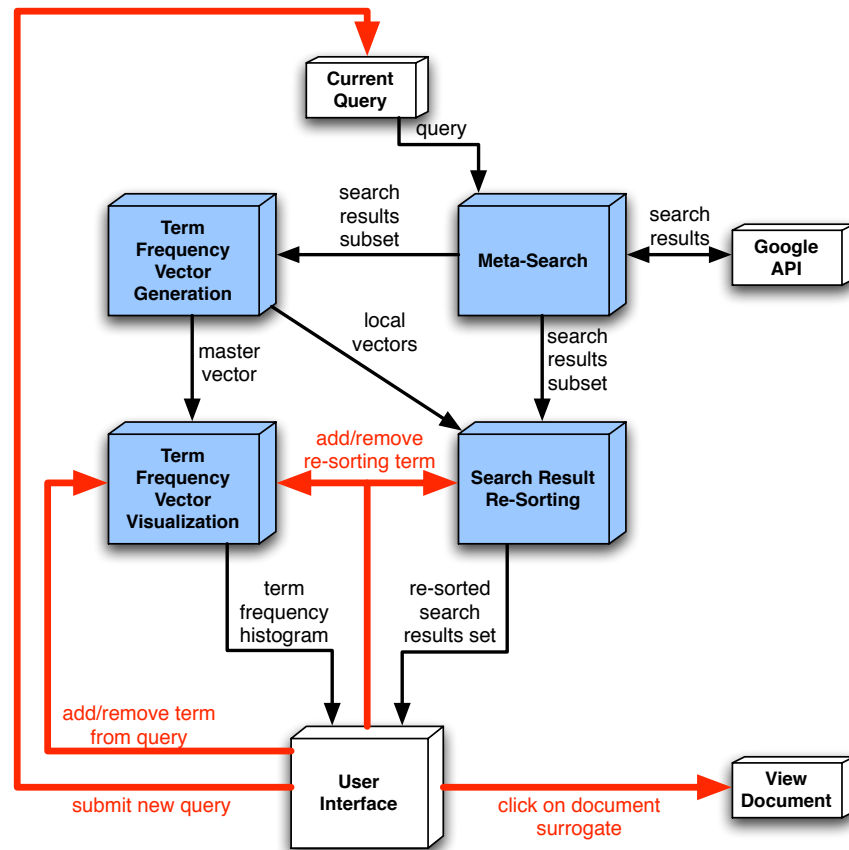 Current
Query
query
search
results
subset
Term
Frequency
Vector
Generation
Meta-Search
search
results
Google
API
master
vector
local
vectors
search
results
subset
add/remove
re-sorting term
Term
Frequency
Vector
Visualization
Search Result
Re-Sorting
term
frequency
histogram
re-sorted
search
results set
add/remove term
from query
submit new query
User
Interface
click on document
surrogate
View
Document